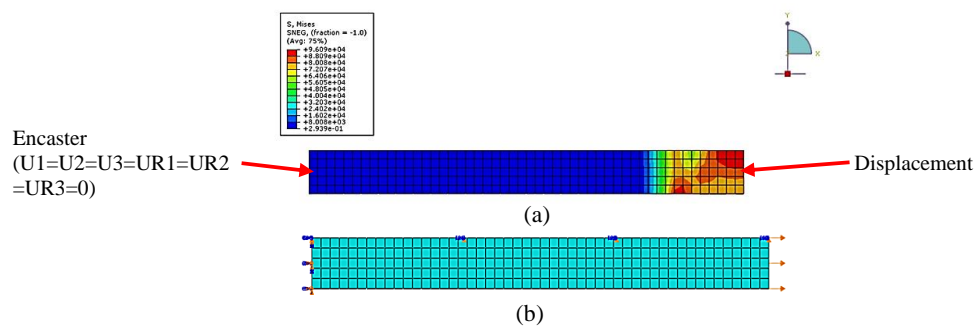 S, Mises
SNEG, (fraction = -1.0)
(Avg: 75%)
+9.609e+04
+8.809e+04
+8.008e+04
+7.207e+04
+6.406e+04
+5.605e+04
+4.805e+04
+4.004e+04
+3.203e+04
+2.402e+04
+1.602e+04
+8.008e+03
+2.939e-01
Y
X
Encaster
(U1=U2=U3=UR1=UR2
=UR3=0)
Displacement
(a)
(b)